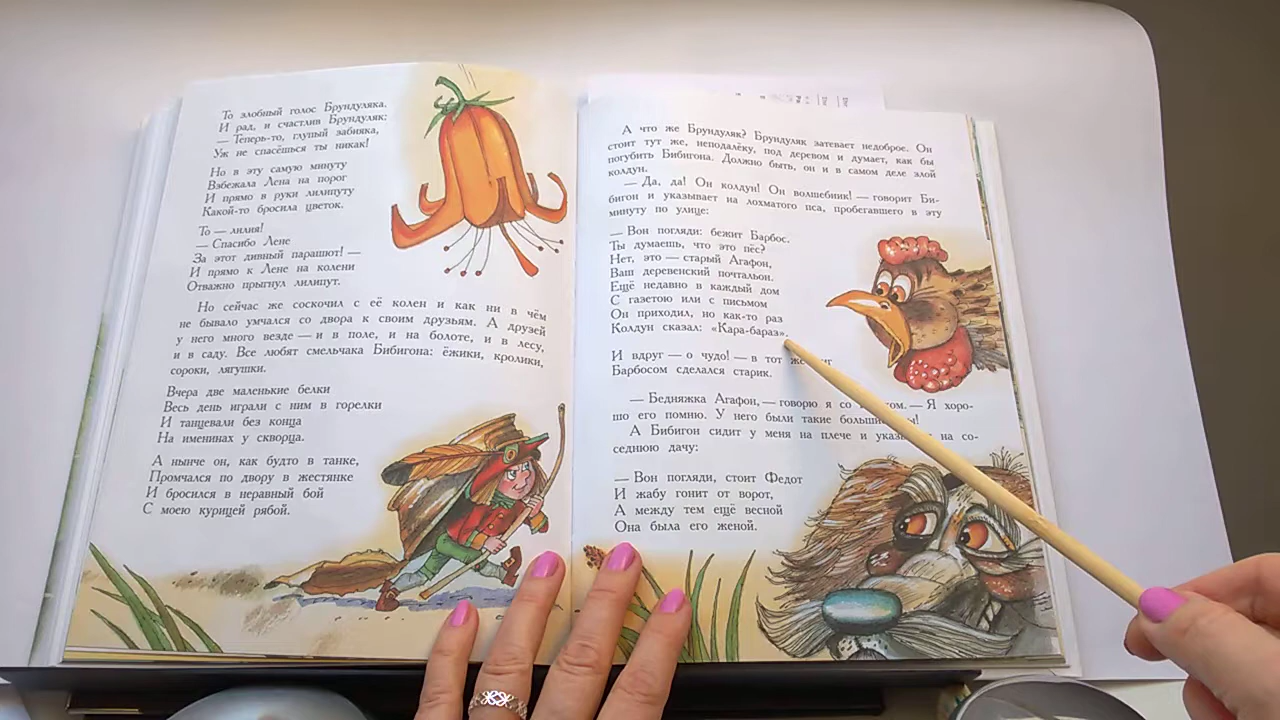 То злобный голос Брундуляка.
И рад, и счастлив Брундуляк:
— Теперь-то, глупый забияка,
Уж не спасёшься ты никак!
Но в эту самую минуту
Взбежала Лена на порог
И прямо в руки лилипуту
Какой-то бросила цветок.
То — лилия!
— Спасибо Лене
За этот дивный парашют! —
И прямо к Лене на колени
Отважно прыгнул лилипут.
Но сейчас же соскочил с её колен и как ни в чём
не бывало умчался со двора к своим друзьям. А друзей
у него много везде — и в поле, и на болоте, и в лесу,
и в саду. Все любят смельчака Бибигона: ёжики, кролики,
сороки, лягушки.
Вчера две маленькие белки
Весь день играли с ним в горелки
И танцевали без конца
На именинах у скворца.
А нынче он, как будто в танке,
Промчался по двору в жестянке
И бросился в неравный бой
С моею курицей рябой.
А что же Брундуляк? Брундуляк затевает недоброе. Он
стоит тут же, неподалёку, под деревом и думает, как бы
погубить Бибигона. Должно быть, он и в самом деле злой
колдун.
— Да, да! Он колдун! Он волшебник! — говорит Би-
бигон и указывает на лохматого пса, пробегавшего в эту
минуту по улице:
— Вон погляди: бежит Барбос.
Ты думаешь, что это пёс?
Нет, это — старый Агафон,
Ваш деревенский почтальон.
Ещё недавно в каждый дом
С газетою или с письмом
Он приходил, но как-то раз
Колдун сказал: «Кара-бараз».
И вдруг — о чудо! — в тот же
Барбосом сделался старик.
— Бедняжка Агафон, — говорю я со — Я хоро-
шо его помню. У него были такие
А Бибигон сидит у меня на плече и на со-
седнюю дачу:
— Вон погляди, стоит Федот
И жабу гонит от ворот,
А между тем ещё весной
Она была его женой.